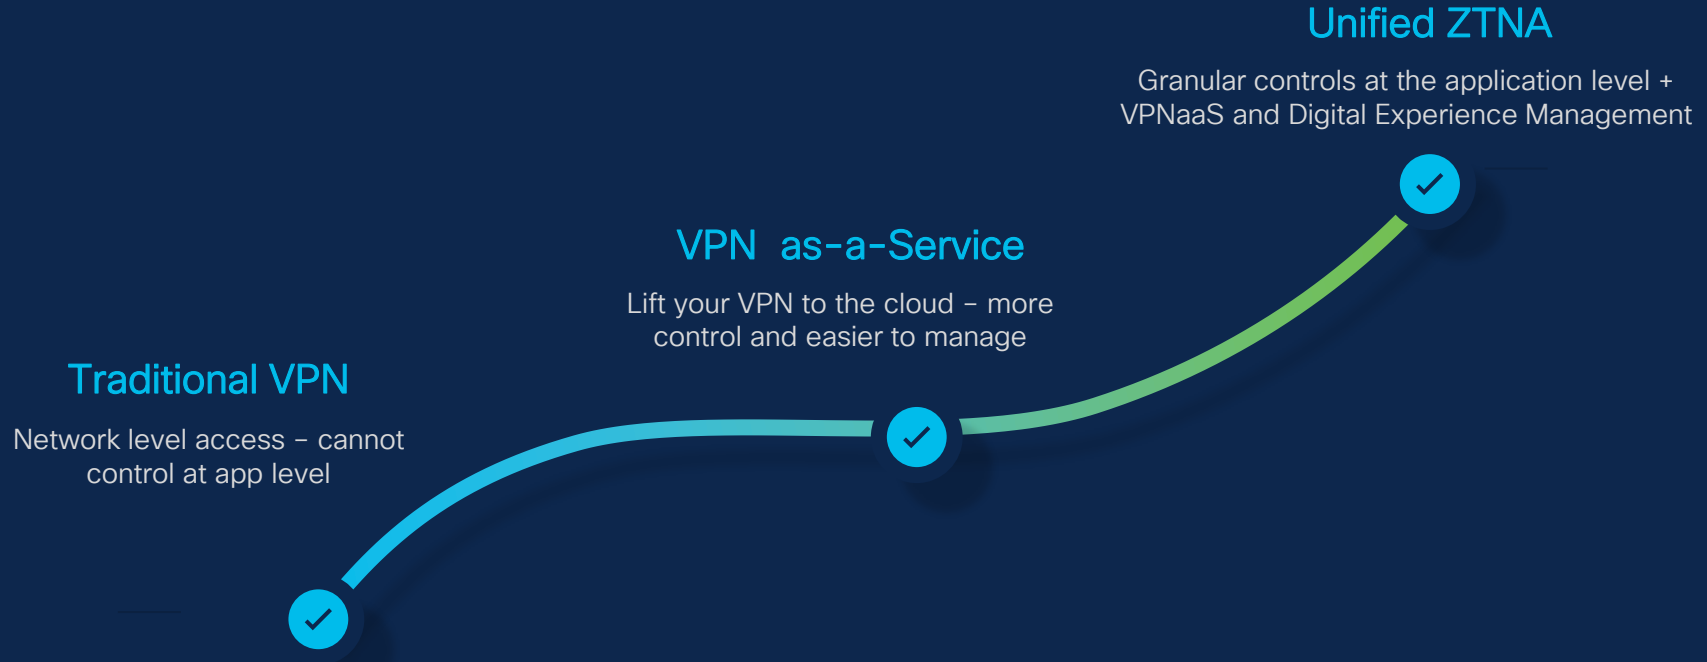 Unified ZTNA
Granular controls at the application level +
VPNaaS and Digital Experience Management
VPN as-a-Service
Lift your VPN to the cloud – more
control and easier to manage
Traditional VPN
Network level access – cannot
control at app level